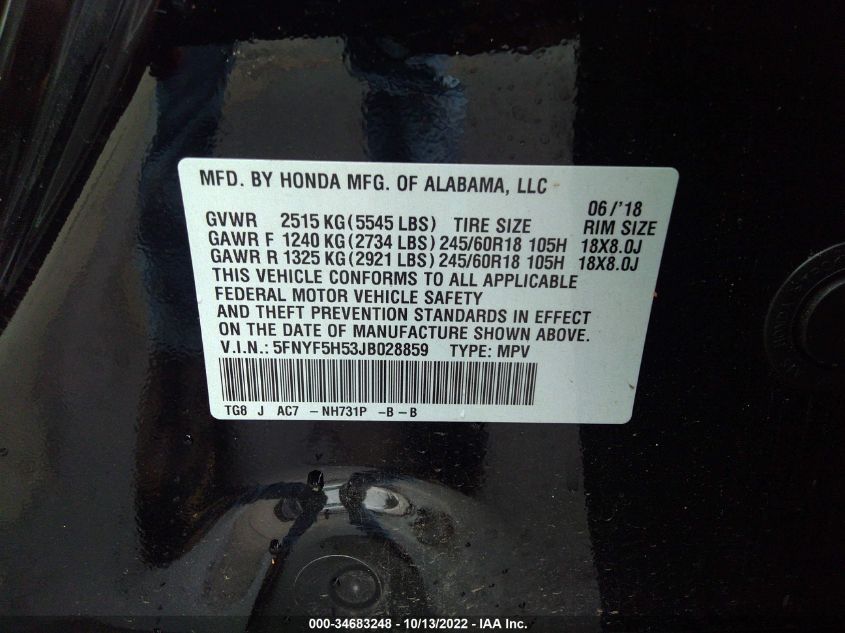 MFD. BY HONDA MFG. OF ALABAMA, LLC
06/'18
GVWR 2515 KG (5545 LBS) TIRE SIZE RIM SIZE
GAWR F 1240 KG (2734 LBS) 245/60R18 105H 18X8.0J
GAWR R 1325 KG (2921 LBS) 245/60R18 105H 18X8.0J
THIS VEHICLE CONFORMS TO ALL APPLICABLE
FEDERAL MOTOR VEHICLE SAFETY
AND THEFT PREVENTION STANDARDS IN EFFECT
ON THE DATE OF MANUFACTURE SHOWN ABOVE.
V.I.N.: 5FNYF5H53JB028859 TYPE: MPV
TG8 J AC7 -NH731P -B-B
000-34683248 - 10/13/2022 - IAA Inc.